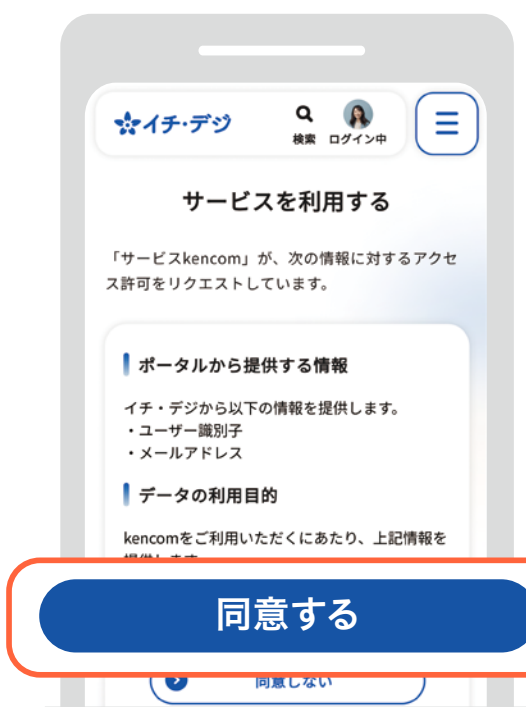 イチ・デジ
検索
ログイン中
サービスを利用する
「サービスkencom」が、次の情報に対するアクセ
ス許可をリクエストしています。
ポータルから提供する情報
イチ・デジから以下の情報を提供します。
・ユーザー識別子
・メールアドレス
データの利用目的
kencomをご利用いただくにあたり、上記情報を
同意する
同意しない